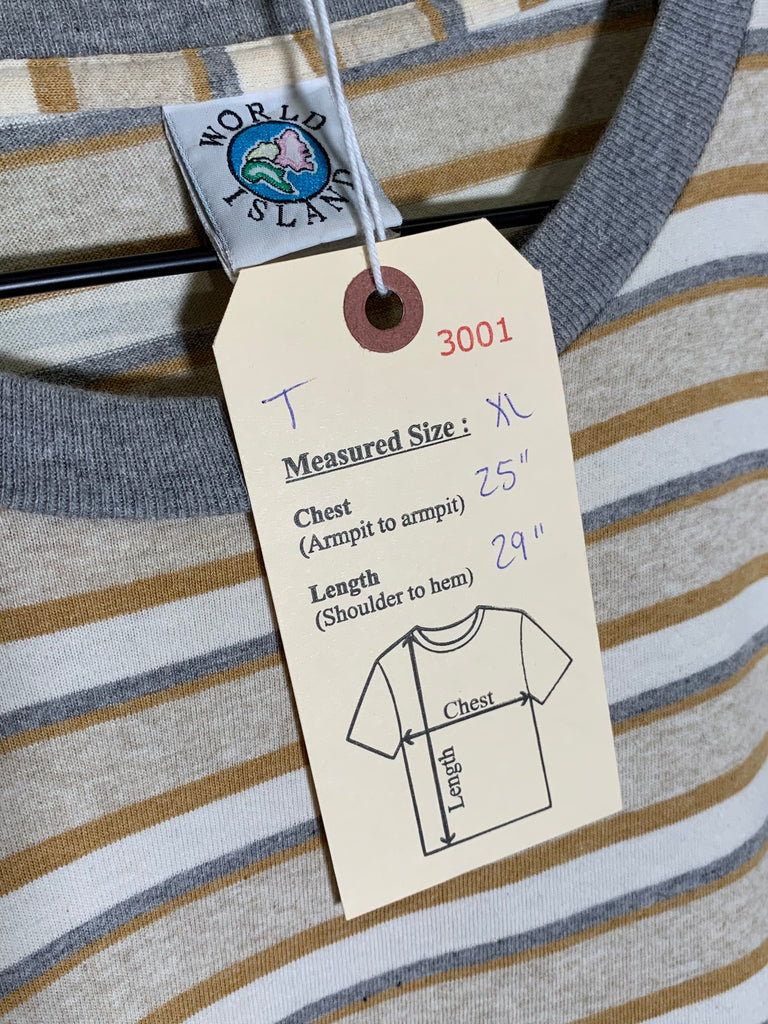 WORLD
ISLAND
3001
T
Measured Size : XL
Chest 25"
(Armpit to armpit)
Length 29"
(Shoulder to hem)
Chest
Length